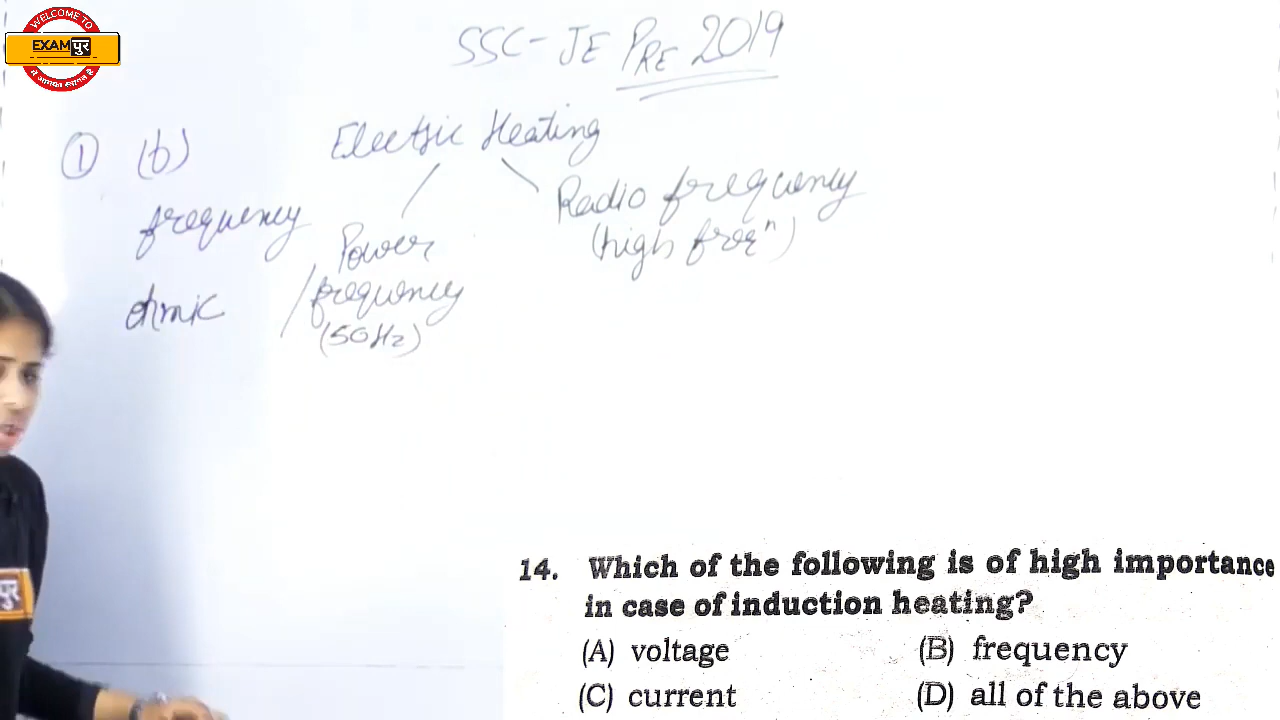 WELCOME TO
EXAMपुर
SSC-JE PRE 2019
① (b) Electric Heating
frequency
Power frequency (50Hz)
Radio frequency
(high freqⁿ)
ohmic
पुर
14. Which of the following is of high importance
in case of induction heating?
(A) voltage (B) frequency
(C) current (D) all of the above